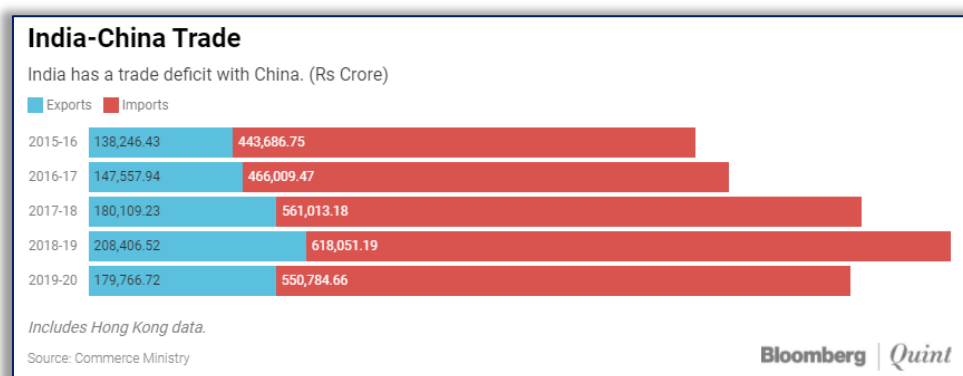 India-China Trade
India has a trade deficit with China. (Rs Crore)
Exports Imports
2015-16 138,246.43 443,686.75
2016-17 147,557.94 466,009.47
2017-18 180,109.23 561,013.18
2018-19 208,406.52 618,051.19
2019-20 179,766.72 550,784.66
Includes Hong Kong data.
Source: Commerce Ministry
Bloomberg | Quint